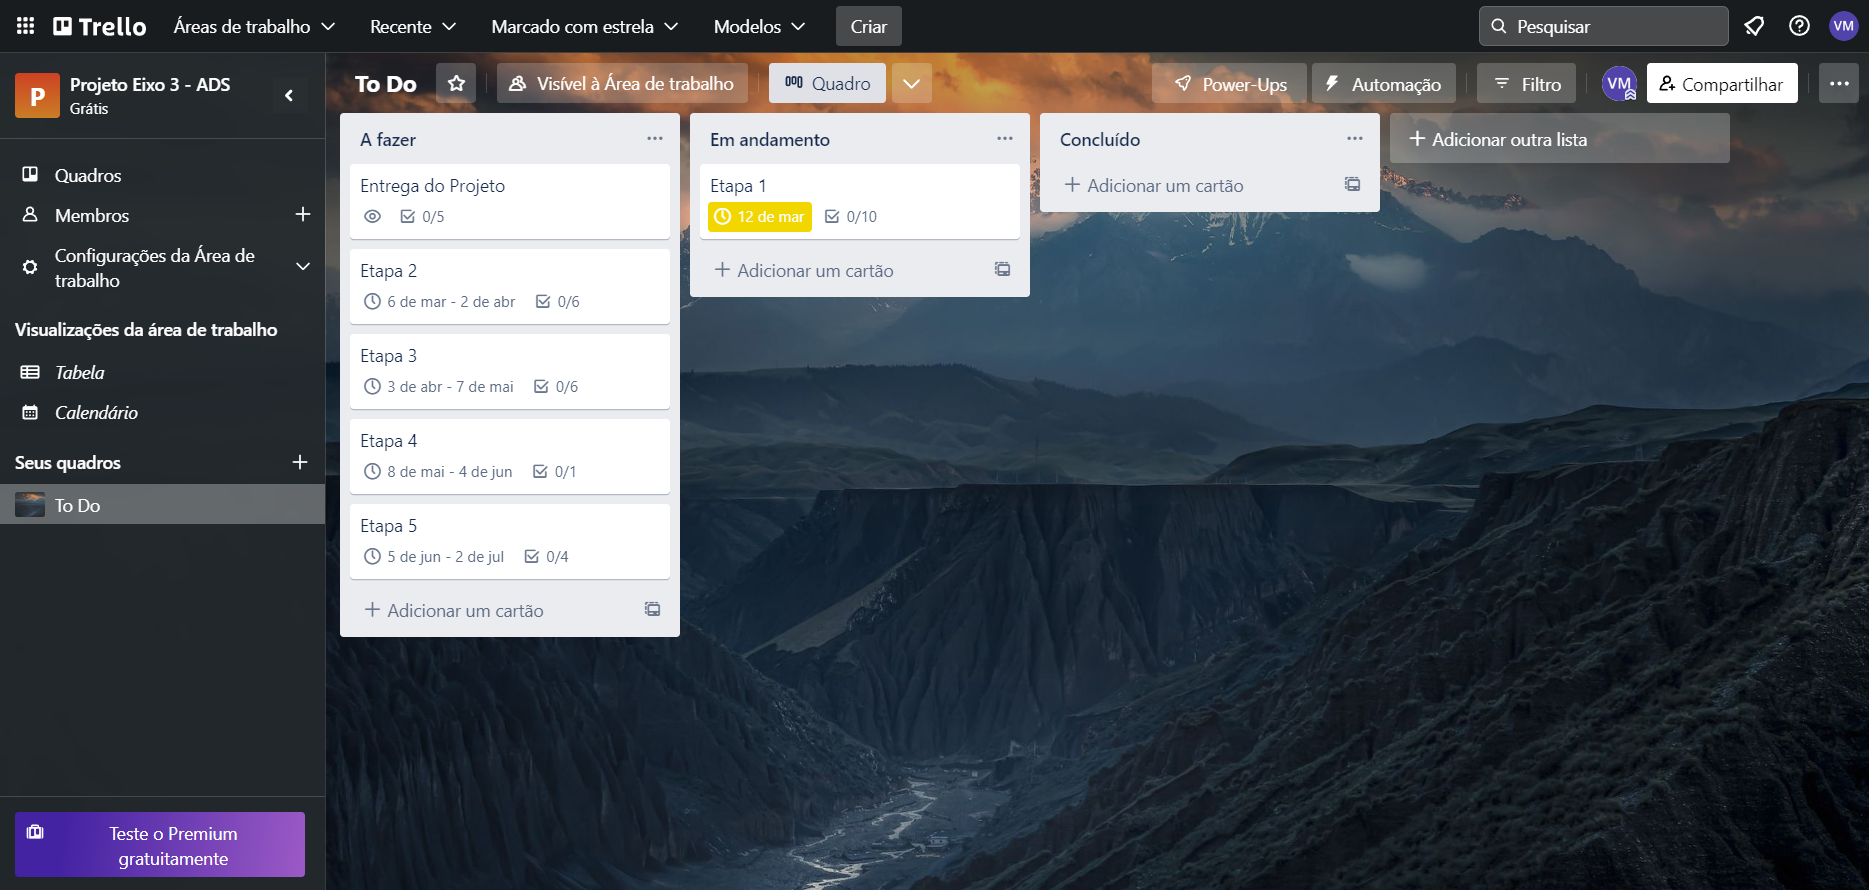 Trello
Áreas de trabalho
Recente
Marcado com estrela
Modelos
Criar
Pesquisar
VM
P
Projeto Eixo 3 - ADS
Grátis
Quadros
Membros
Configurações da Área de
trabalho
Visualizações da área de trabalho
Tabela
Calendário
Seus quadros
To Do
Teste o Premium
gratuitamente
To Do
Visível à Área de trabalho
Quadro
Power-Ups
Automação
Filtro
VM
Compartilhar
A fazer
Entrega do Projeto
0/5
Etapa 2
6 de mar - 2 de abr 0/6
Etapa 3
3 de abr - 7 de mai 0/6
Etapa 4
8 de mai - 4 de jun 0/1
Etapa 5
5 de jun - 2 de jul 0/4
Adicionar um cartão
Em andamento
Etapa 1
12 de mar 0/10
Adicionar um cartão
Concluído
Adicionar um cartão
Adicionar outra lista